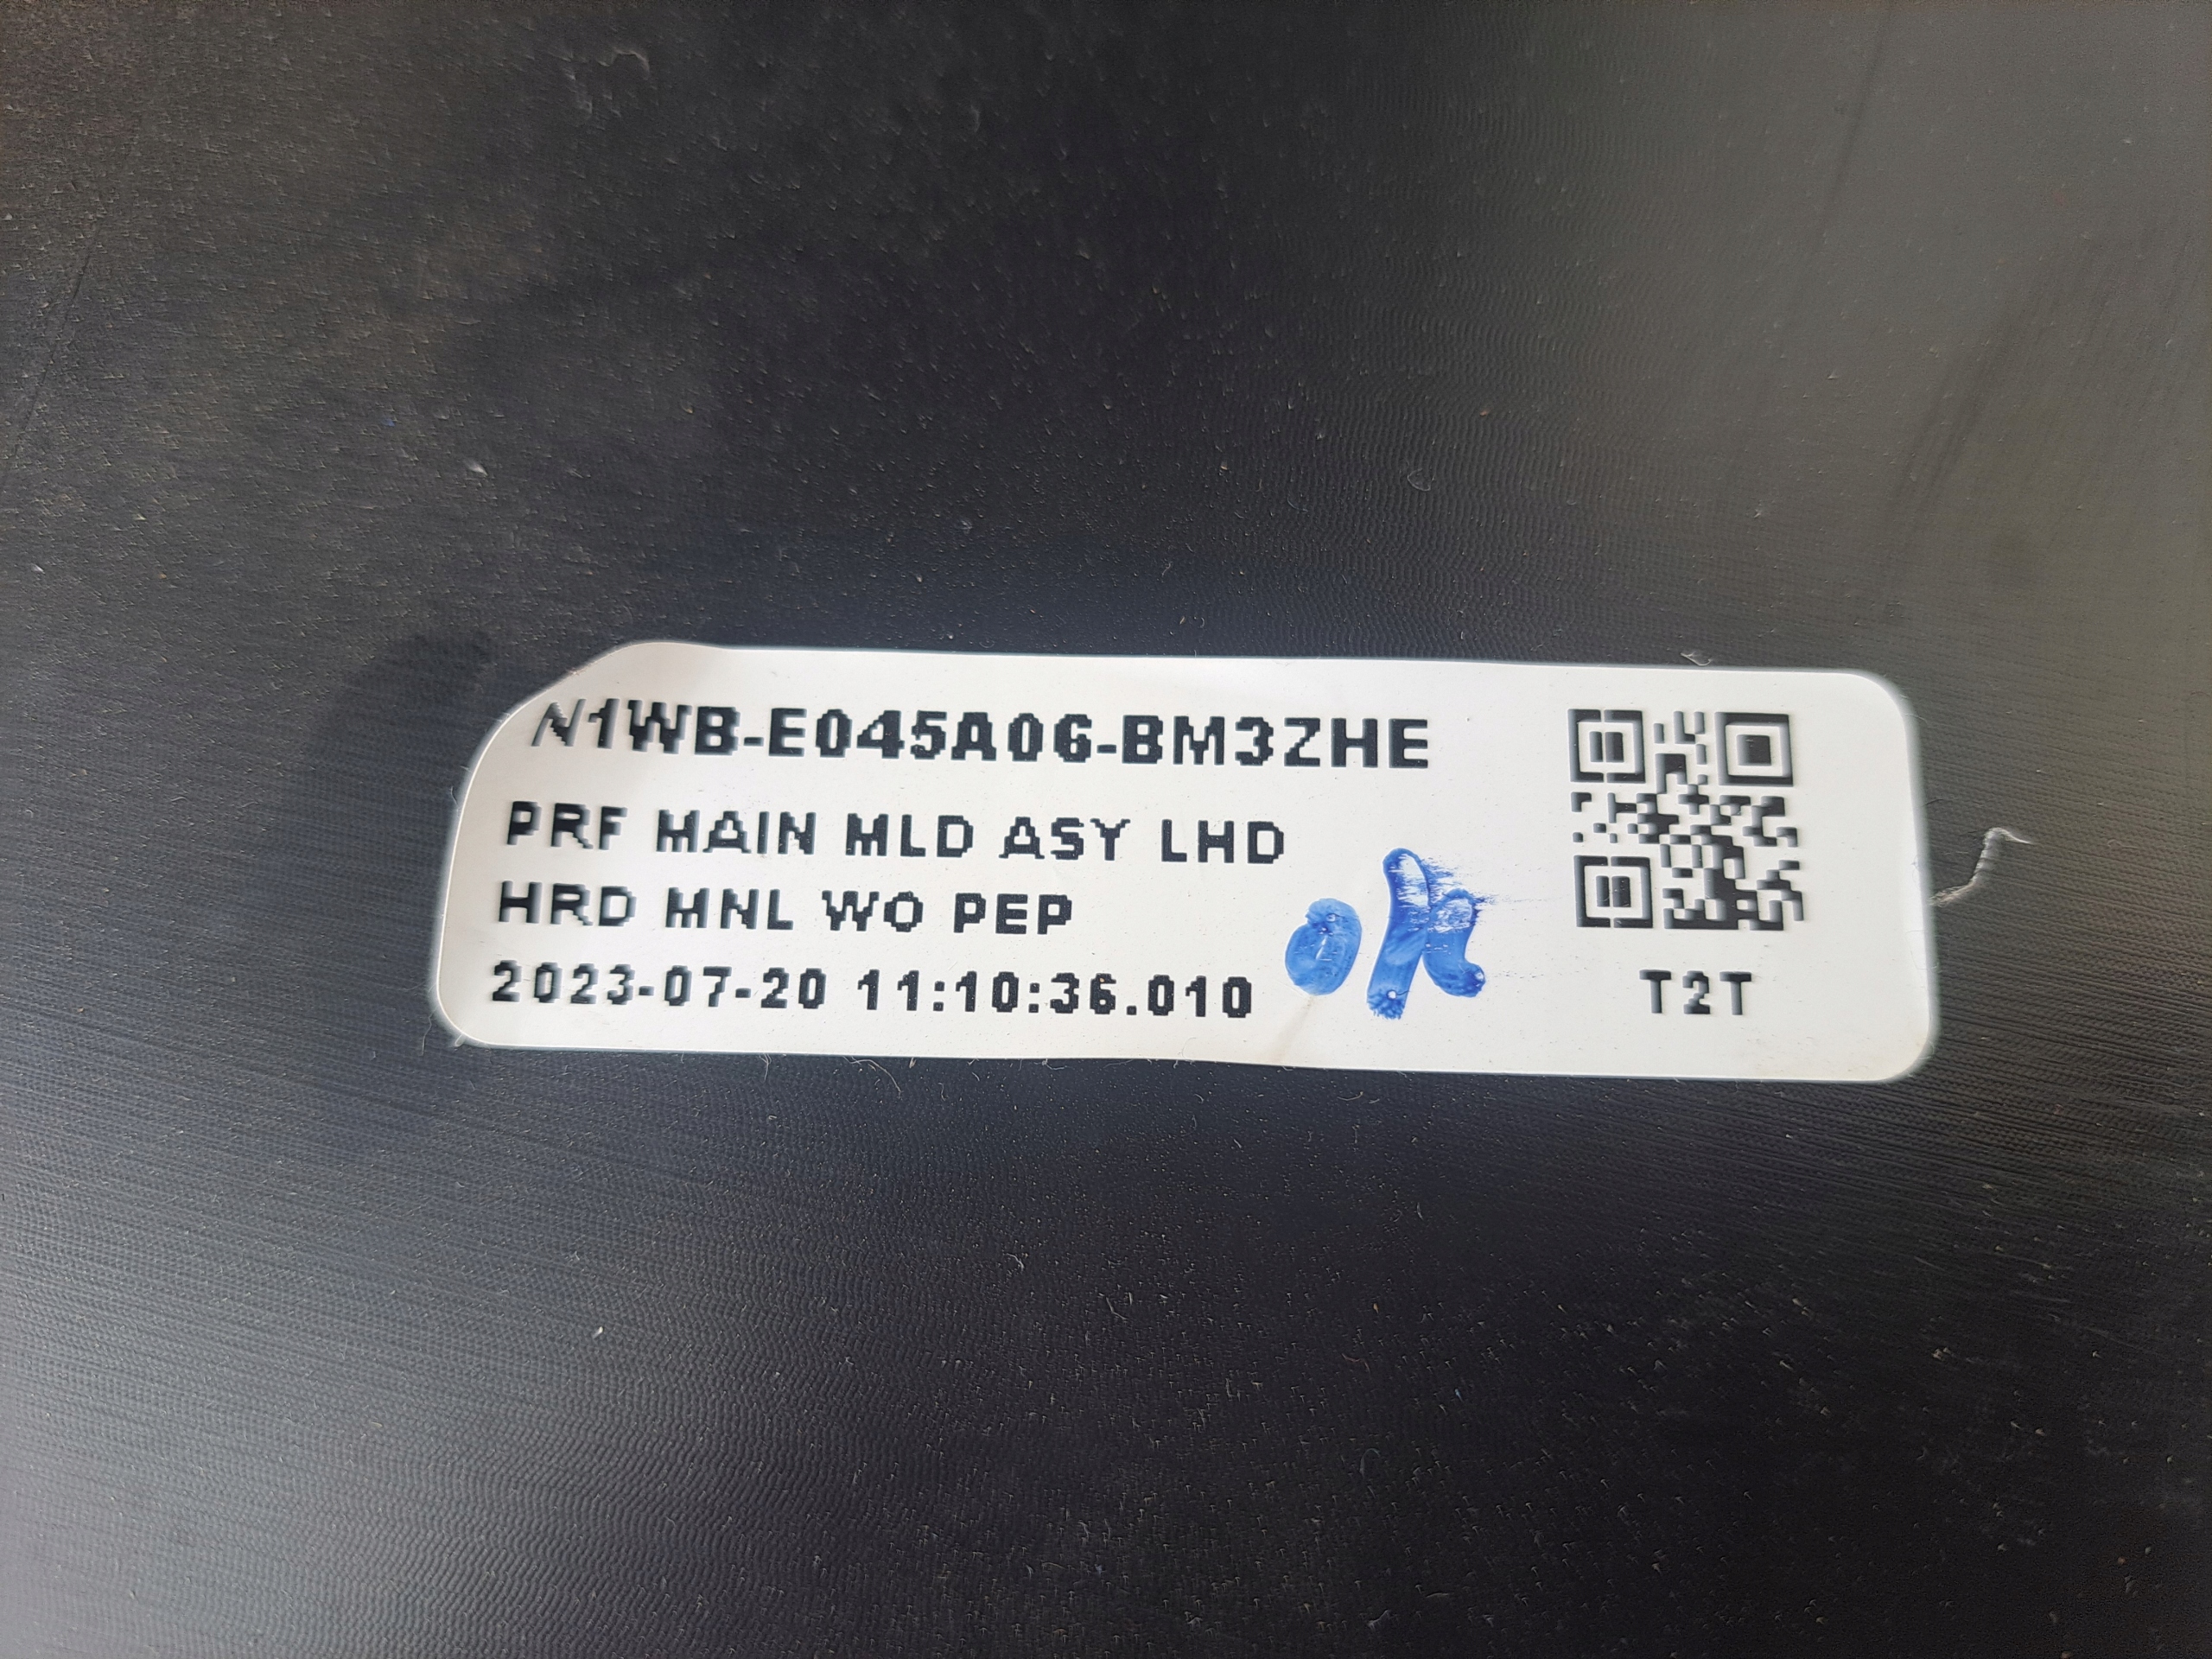 N1WB-E045A06-BM3ZHE
PRF MAIN MLD ASY LHD
HRD MNL WO PEP
2023-07-20 11:10:36.010
OK
T2T